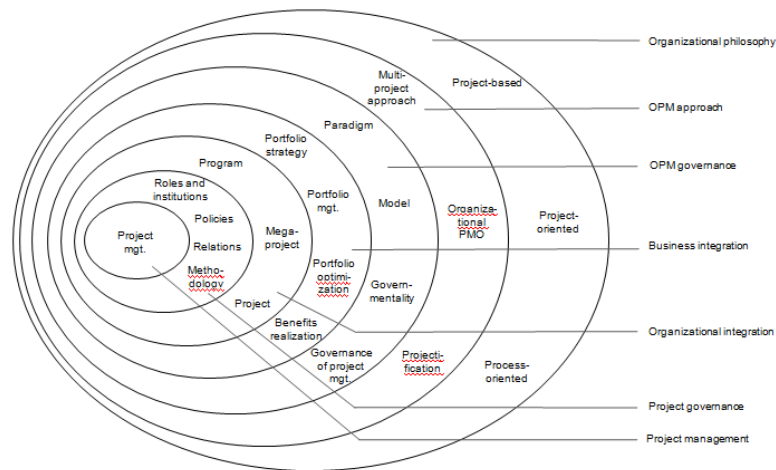 Organizational philosophy
Multi-
project
approach
Project-based
OPM approach
Paradigm
Portfolio
strategy
Program
OPM governance
Roles and
institutions
Portfolio
mgt.
Model
Organiza-
tional
PMO
Project-
oriented
Policies
Project
mgt.
Relations
Mega-
project
Business integration
Metho-
dology
Portfolio
optimi-
zation
Govern-
mentality
Project
Benefits
realization
Organizational integration
Governance
of project
mgt.
Projecti-
fication
Process-
oriented
Project governance
Project management